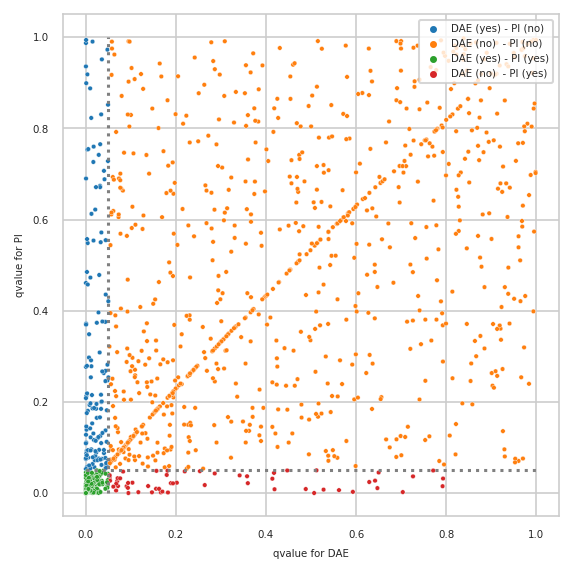 DAE (yes) - PI (no)
DAE (no)  - PI (no)
DAE (yes) - PI (yes)
DAE (no)  - PI (yes)
1.0
0.8
0.6
0.4
0.2
0.0
qvalue for PI
0.0 0.2 0.4 0.6 0.8 1.0
qvalue for DAE